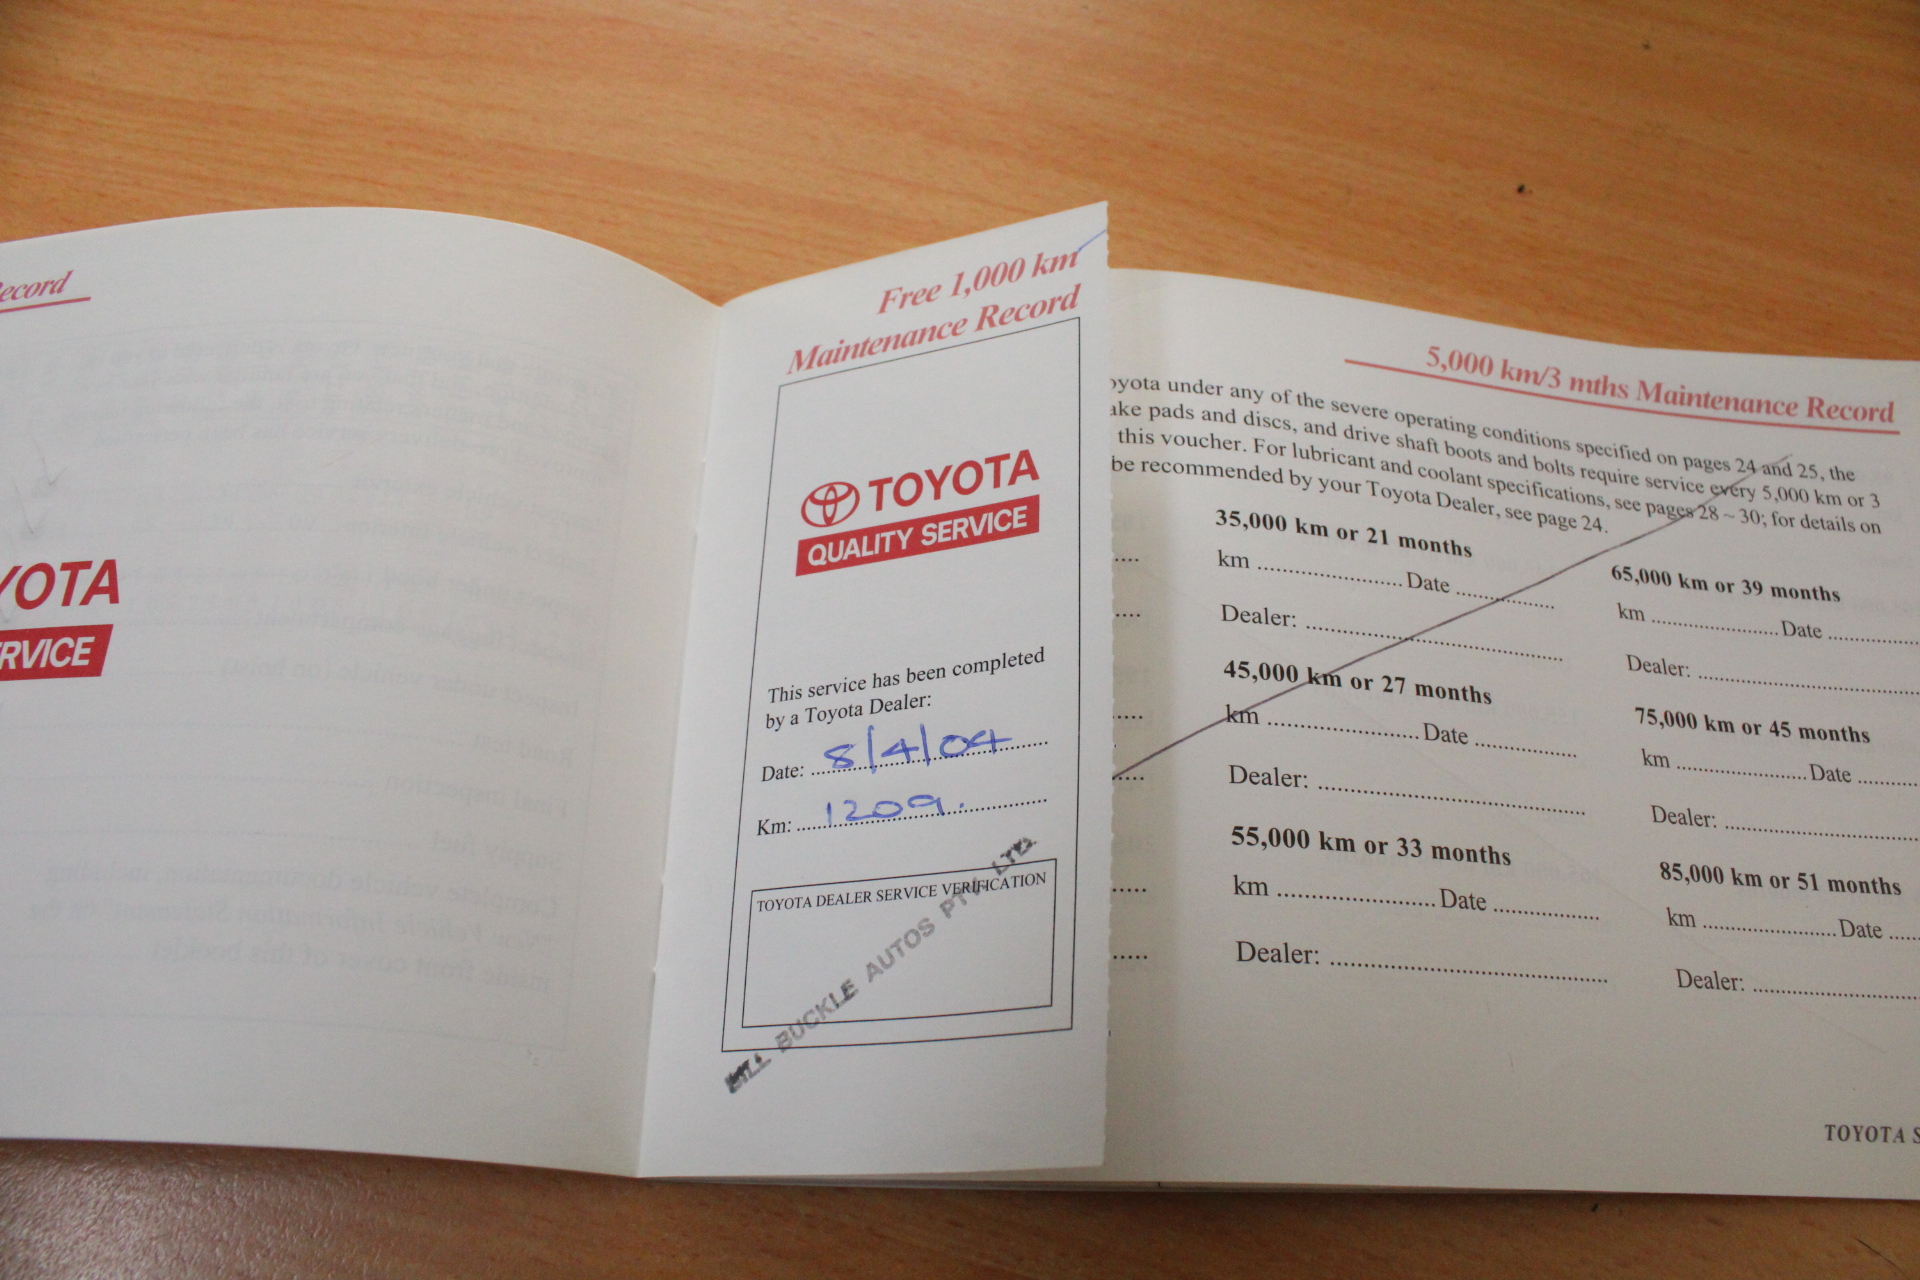 Record
YOTA
RVICE
Free 1,000 km
Maintenance Record
TOYOTA
QUALITY SERVICE
This service has been completed
by a Toyota Dealer:
Date: 8/4/04
Km: 1209.
TOYOTA DEALER SERVICE VERIFICATION
BILL BUCKLE AUTOS PTY. LTD.
5,000 km/3 mths Maintenance Record
oyota under any of the severe operating conditions specified on pages 24 and 25, the
ake pads and discs, and drive shaft boots and bolts require service every 5,000 km or 3
this voucher. For lubricant and coolant specifications, see pages 28 ~ 30; for details on
be recommended by your Toyota Dealer, see page 24.
35,000 km or 21 months
km ........................ Date ................
Dealer: ..........................................
45,000 km or 27 months
km ........................ Date ................
Dealer: ..........................................
55,000 km or 33 months
km ........................ Date ................
Dealer: ..........................................
65,000 km or 39 months
km ........................ Date ................
Dealer: ..........................................
75,000 km or 45 months
km ........................ Date ..........
Dealer: ..........................................
85,000 km or 51 months
km ........................ Date .....
Dealer: ..........................................
TOYOTA S